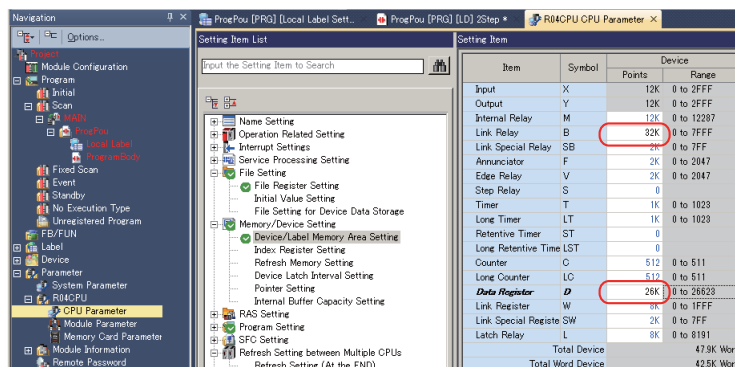 Navigation
ProgPou [PRG] [Local Label Sett...
ProgPou [PRG] [LD] 2Step *
R04CPU CPU Parameter
Options...
Project
Module Configuration
Program
Initial
Scan
MAIN
ProgPou
Local Label
ProgramBody
Fixed Scan
Event
Standby
No Execution Type
Unregistered Program
FB/FUN
Label
Device
Parameter
System Parameter
R04CPU
CPU Parameter
Module Parameter
Memory Card Parameter
Module Information
Remote Password
Setting Item List
Input the Setting Item to Search
Name Setting
Operation Related Setting
Interrupt Settings
Service Processing Setting
File Setting
File Register Setting
Initial Value Setting
File Setting for Device Data Storage
Memory/Device Setting
Device/Label Memory Area Setting
Index Register Setting
Refresh Memory Setting
Device Latch Interval Setting
Pointer Setting
Internal Buffer Capacity Setting
RAS Setting
Program Setting
SFC Setting
Refresh Setting between Multiple CPUs
Refresh Setting (At the END)
Setting Item
Item Symbol Device
Points Range
Input X 12K 0 to 2FFF
Output Y 12K 0 to 2FFF
Internal Relay M 12K 0 to 12287
Link Relay B 32K 0 to 7FFF
Link Special Relay SB 2K 0 to 7FF
Annunciator F 2K 0 to 2047
Edge Relay V 2K 0 to 2047
Step Relay S 0
Timer T 1K 0 to 1023
Long Timer LT 1K 0 to 1023
Retentive Timer ST 0
Long Retentive Time LST 0
Counter C 512 0 to 511
Long Counter LC 512 0 to 511
Data Register D 26K 0 to 26623
Link Register W 8K 0 to 1FFF
Link Special Registe SW 2K 0 to 7FF
Latch Relay L 8K 0 to 8191
Total Device 47.9K Wor
Total Word Device 42.5K Wor